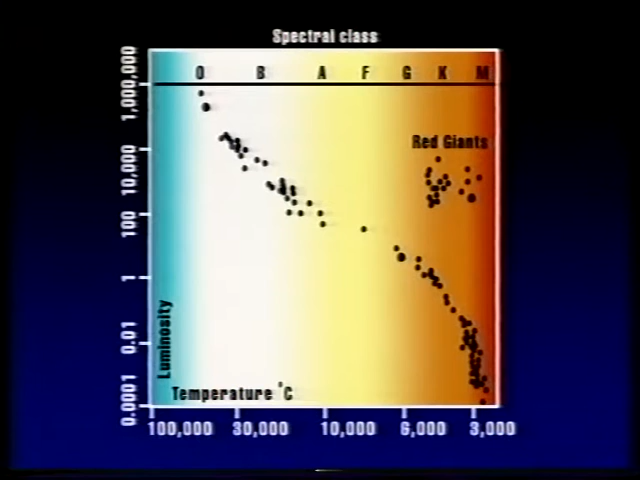 Spectral class
O B A F G K M
Red Giants
1,000,000
10,000
100
1
0,01
0,0001
Luminosity
Temperature °C
100,000 30,000 10,000 6,000 3,000